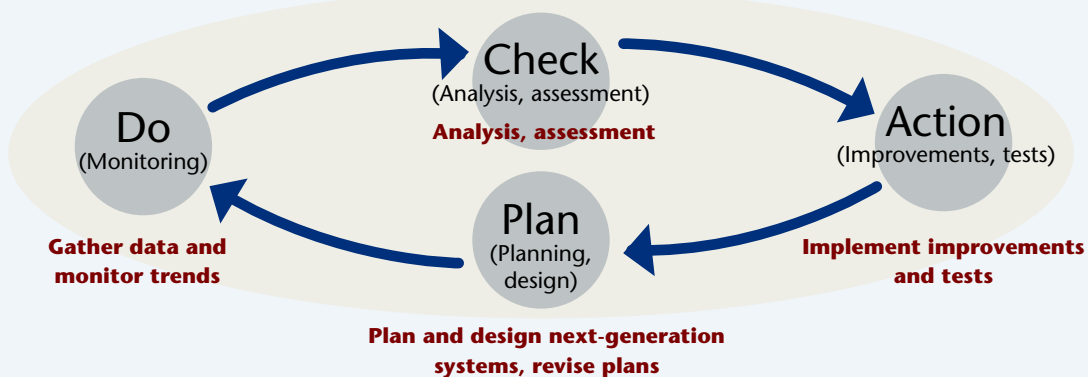 Check
(Analysis, assessment)
Analysis, assessment
Do
(Monitoring)
Gather data and
monitor trends
Action
(Improvements, tests)
Implement improvements
and tests
Plan
(Planning,
design)
Plan and design next-generation
systems, revise plans